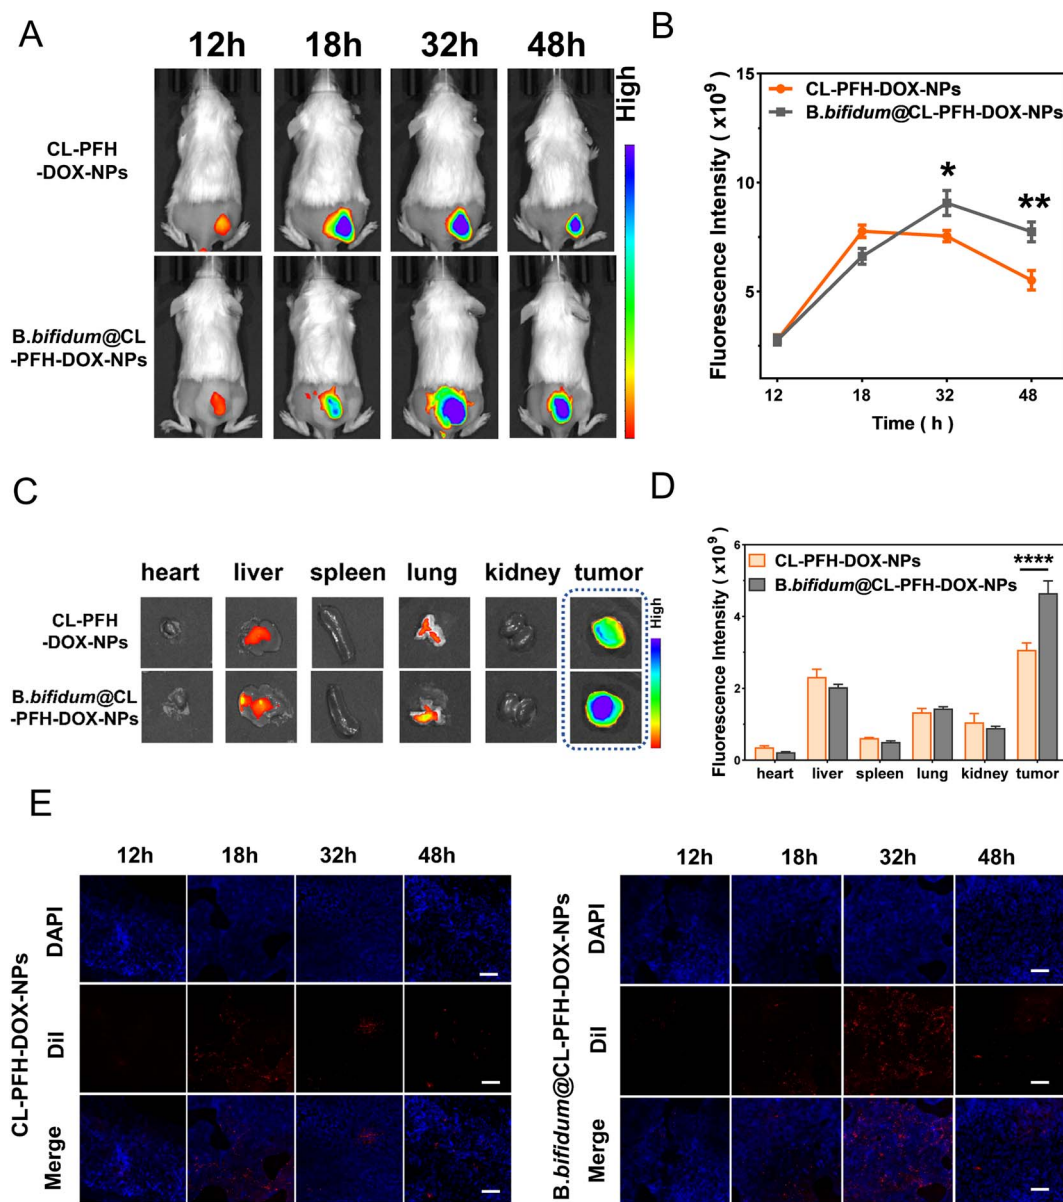 A
12h 18h 32h 48h
CL-PFH
-DOX-NPs
B.bifidum@CL
-PFH-DOX-NPs
High
B
Fluorescence Intensity ( x10⁹ )
15
10
5
CL-PFH-DOX-NPs
B.bifidum@CL-PFH-DOX-NPs
*
**
12 18 32 48
Time ( h )
C
heart liver spleen lung kidney tumor
CL-PFH
-DOX-NPs
B.bifidum@CL
-PFH-DOX-NPs
High
D
Fluorescence Intensity ( x10⁹ )
6
4
2
0
CL-PFH-DOX-NPs
B.bifidum@CL-PFH-DOX-NPs
****
heart liver spleen lung kidney tumor
E
12h 18h 32h 48h
CL-PFH-DOX-NPs
DAPI
DiI
Merge
12h 18h 32h 48h
B.bifidum@CL-PFH-DOX-NPs
DAPI
DiI
Merge